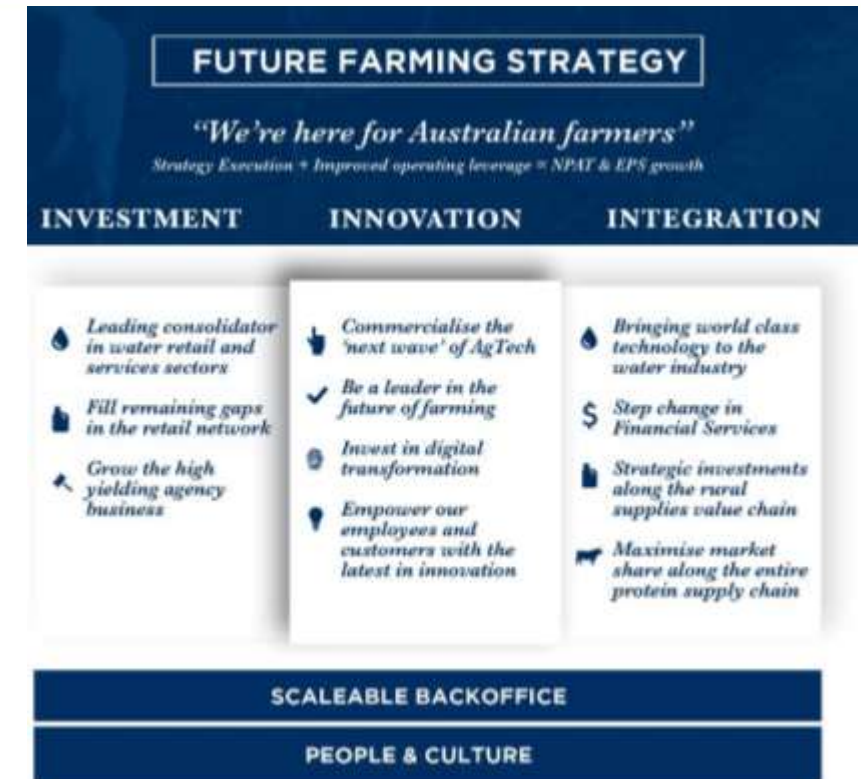 FUTURE FARMING STRATEGY
“We’re here for Australian farmers”
Strategy Execution + Improved operating leverage = NPAT & EPS growth
INVESTMENT
Leading consolidator
in water retail and
services sectors
Fill remaining gaps
in the retail network
Grow the high
yielding agency
business
INNOVATION
Commercialise the
‘next wave’ of AgTech
Be a leader in the
future of farming
Invest in digital
transformation
Empower our
employees and
customers with the
latest in innovation
INTEGRATION
Bringing world class
technology to the
water industry
$ Step change in
Financial Services
Strategic investments
along the rural
supplies value chain
Maximise market
share along the entire
protein supply chain
SCALEABLE BACKOFFICE
PEOPLE & CULTURE